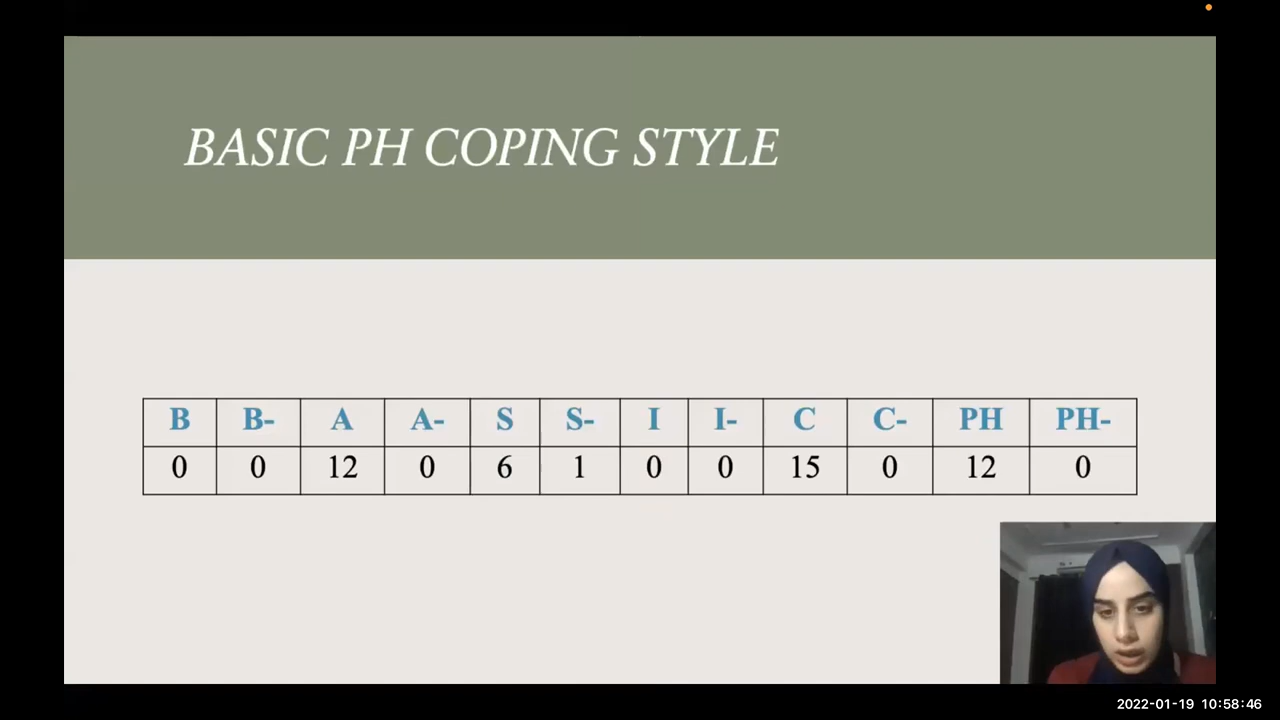 BASIC PH COPING STYLE
B B- A A- S S- I I- C C- PH PH-
0 0 12 0 6 1 0 0 15 0 12 0
2022-01-19 10:58:46